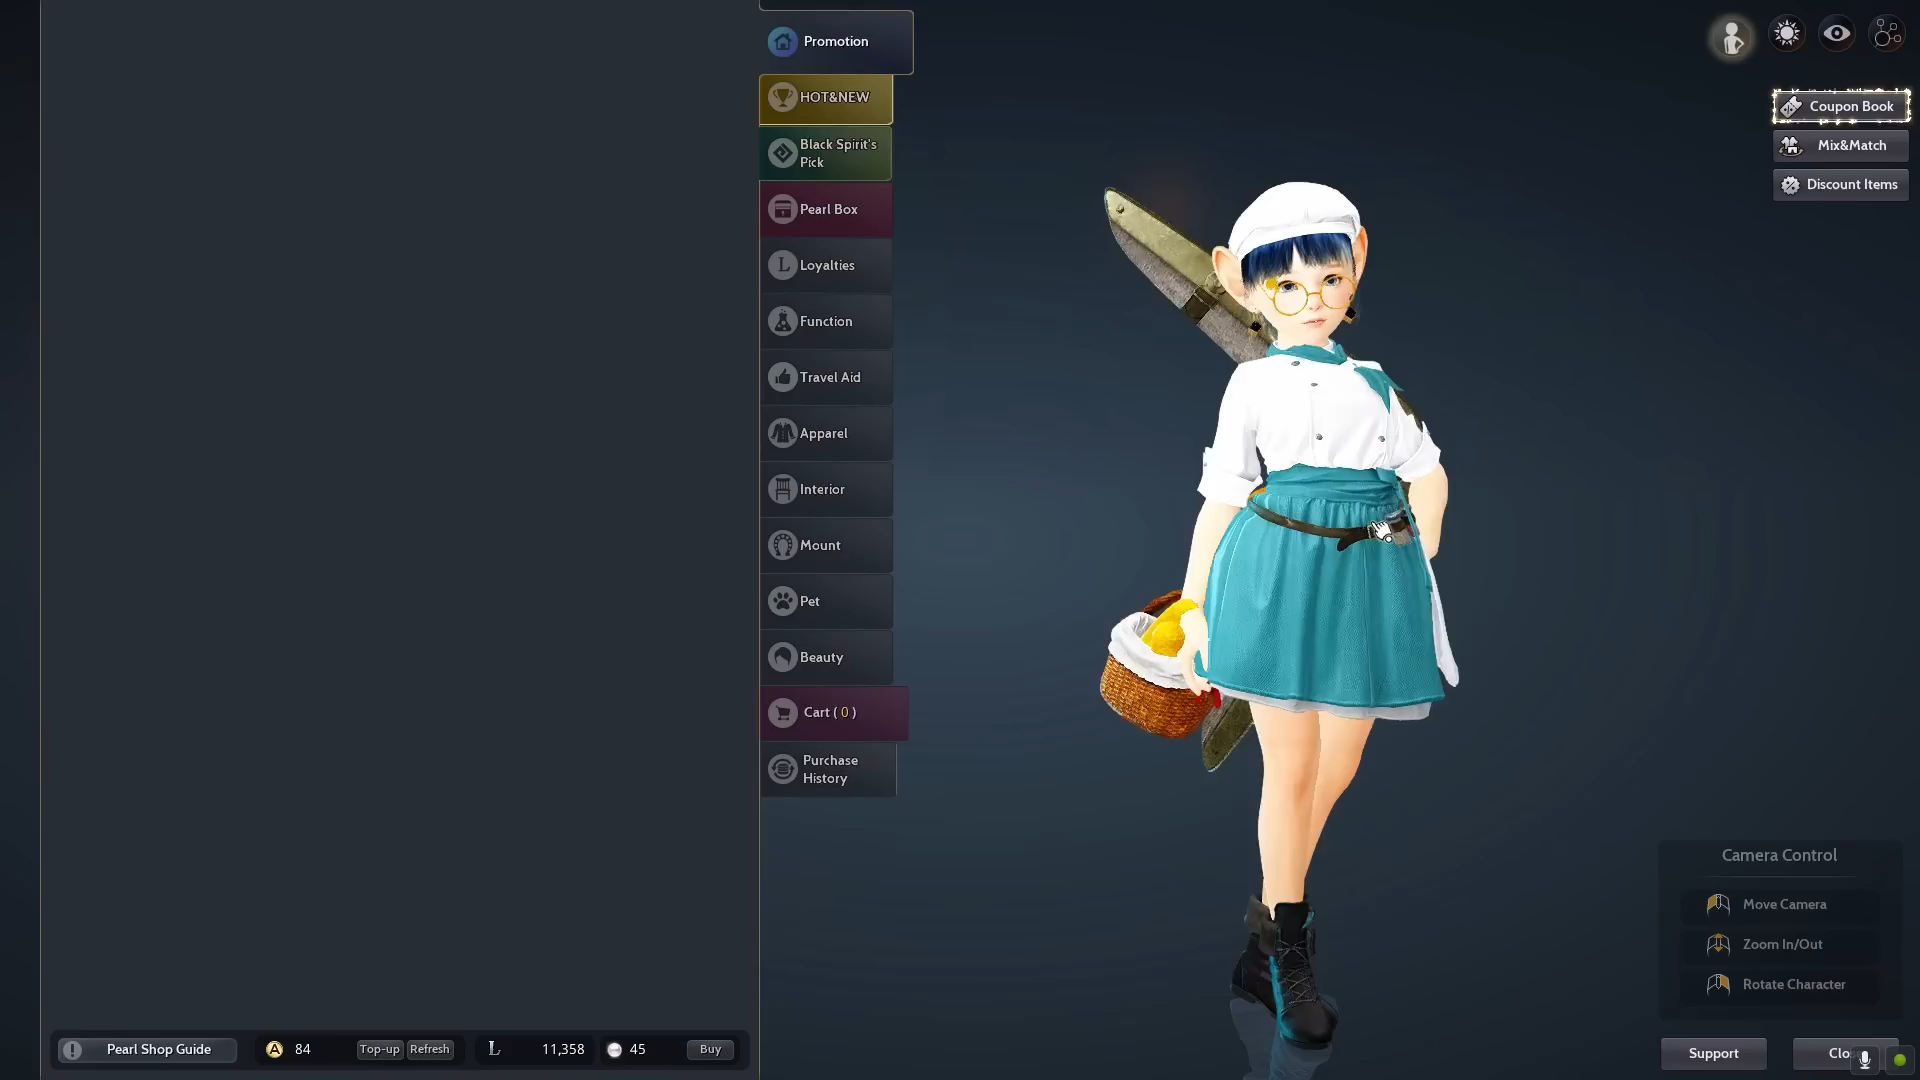 Promotion
HOT&NEW
Black Spirit's
Pick
Pearl Box
Loyalties
Function
Travel Aid
Apparel
Interior
Mount
Pet
Beauty
Cart ( 0 )
Purchase
History
Coupon Book
Mix&Match
Discount Items
Camera Control
Move Camera
Zoom In/Out
Rotate Character
Pearl Shop Guide
84
Top-up
Refresh
11,358
45
Buy
Support